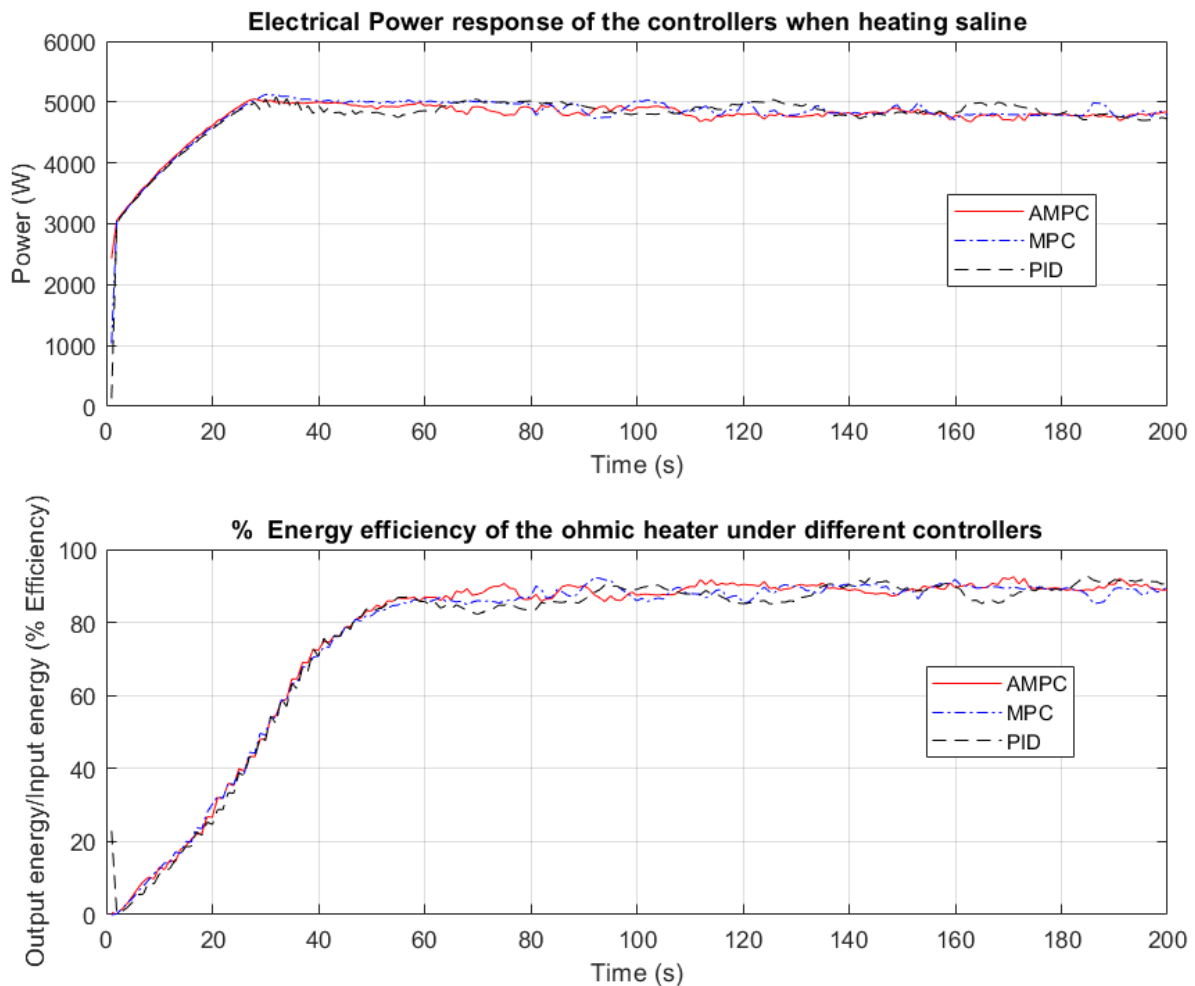 Electrical Power response of the controllers when heating saline
6000
5000
4000
3000
2000
1000
0
Power (W)
AMPC
MPC
PID
0 20 40 60 80 100 120 140 160 180 200
Time (s)
% Energy efficiency of the ohmic heater under different controllers
100
80
60
40
20
0
Output energy/Input energy (% Efficiency)
AMPC
MPC
PID
0 20 40 60 80 100 120 140 160 180 200
Time (s)